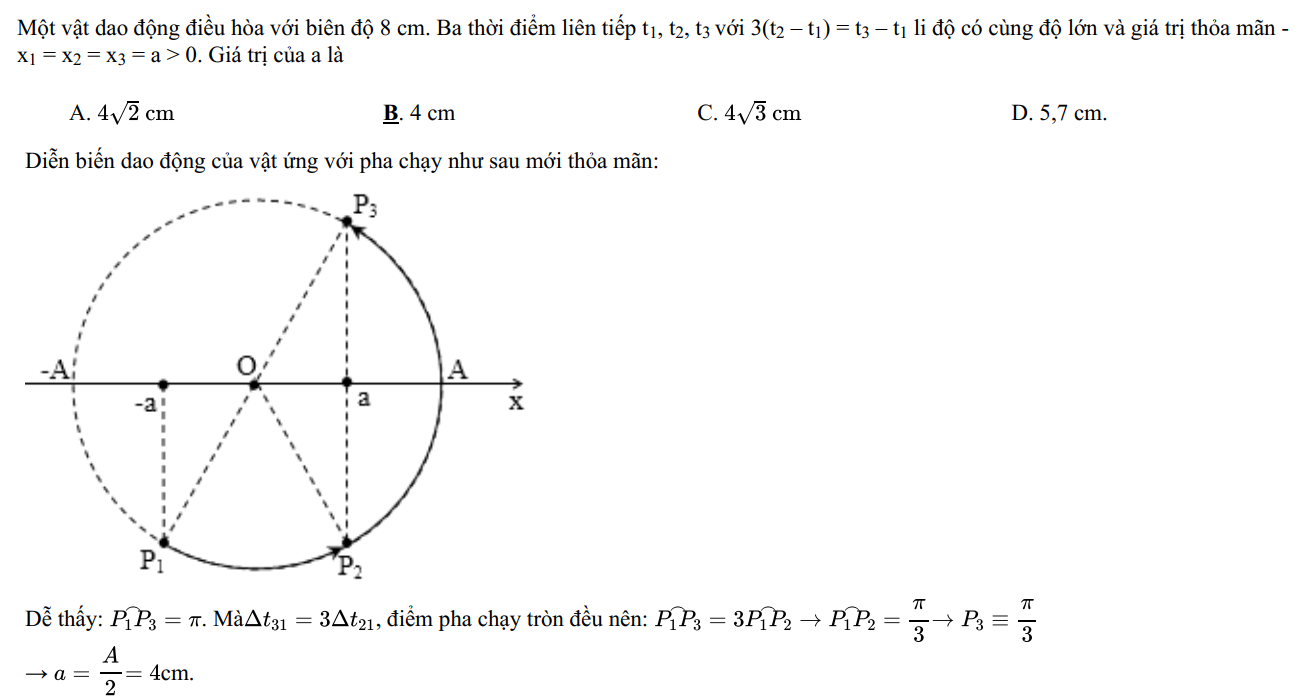 Một vật dao động điều hòa với biên độ 8 cm. Ba thời điểm liên tiếp t₁, t₂, t₃ với 3(t₂ – t₁) = t₃ – t₁ li độ có cùng độ lớn và giá trị thỏa mãn -
x₁ = x₂ = x₃ = a > 0. Giá trị của a là
A. 4√2 cm B. 4 cm C. 4√3 cm D. 5,7 cm.
Diễn biến dao động của vật ứng với pha chạy như sau mới thỏa mãn:
P₃
-A O A
-a a x
P₁ P₂
Dễ thấy: P₁P₃ = π. MàΔt₃₁ = 3Δt₂₁, điểm pha chạy tròn đều nên: P₁P₃ = 3P₁P₂ → P₁P₂ = π/3 → P₃ ≡ π/3
→ a = A/2 = 4cm.